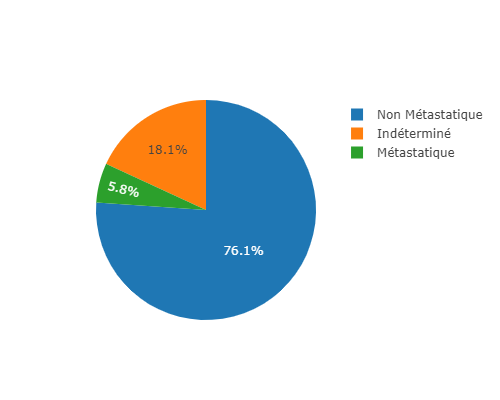 Non Métastatique
Indéterminé
Métastatique
18.1%
5.8%
76.1%